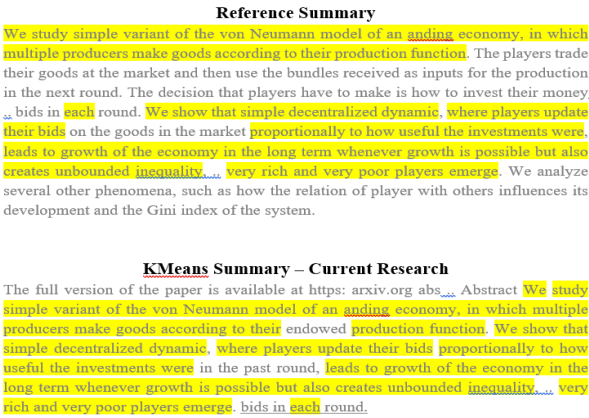 Reference Summary
We study simple variant of the von Neumann model of an anding economy, in which
multiple producers make goods according to their production function. The players trade
their goods at the market and then use the bundles received as inputs for the production
in the next round. The decision that players have to make is how to invest their money
,, bids in each round. We show that simple decentralized dynamic, where players update
their bids on the goods in the market proportionally to how useful the investments were,
leads to growth of the economy in the long term whenever growth is possible but also
creates unbounded inequality, ,, very rich and very poor players emerge. We analyze
several other phenomena, such as how the relation of player with others influences its
development and the Gini index of the system.
KMeans Summary – Current Research
The full version of the paper is available at https: arxiv.org abs ,, Abstract We study
simple variant of the von Neumann model of an anding economy, in which multiple
producers make goods according to their endowed production function. We show that
simple decentralized dynamic, where players update their bids proportionally to how
useful the investments were in the past round, leads to growth of the economy in the
long term whenever growth is possible but also creates unbounded inequality, ,, very
rich and very poor players emerge. bids in each round.